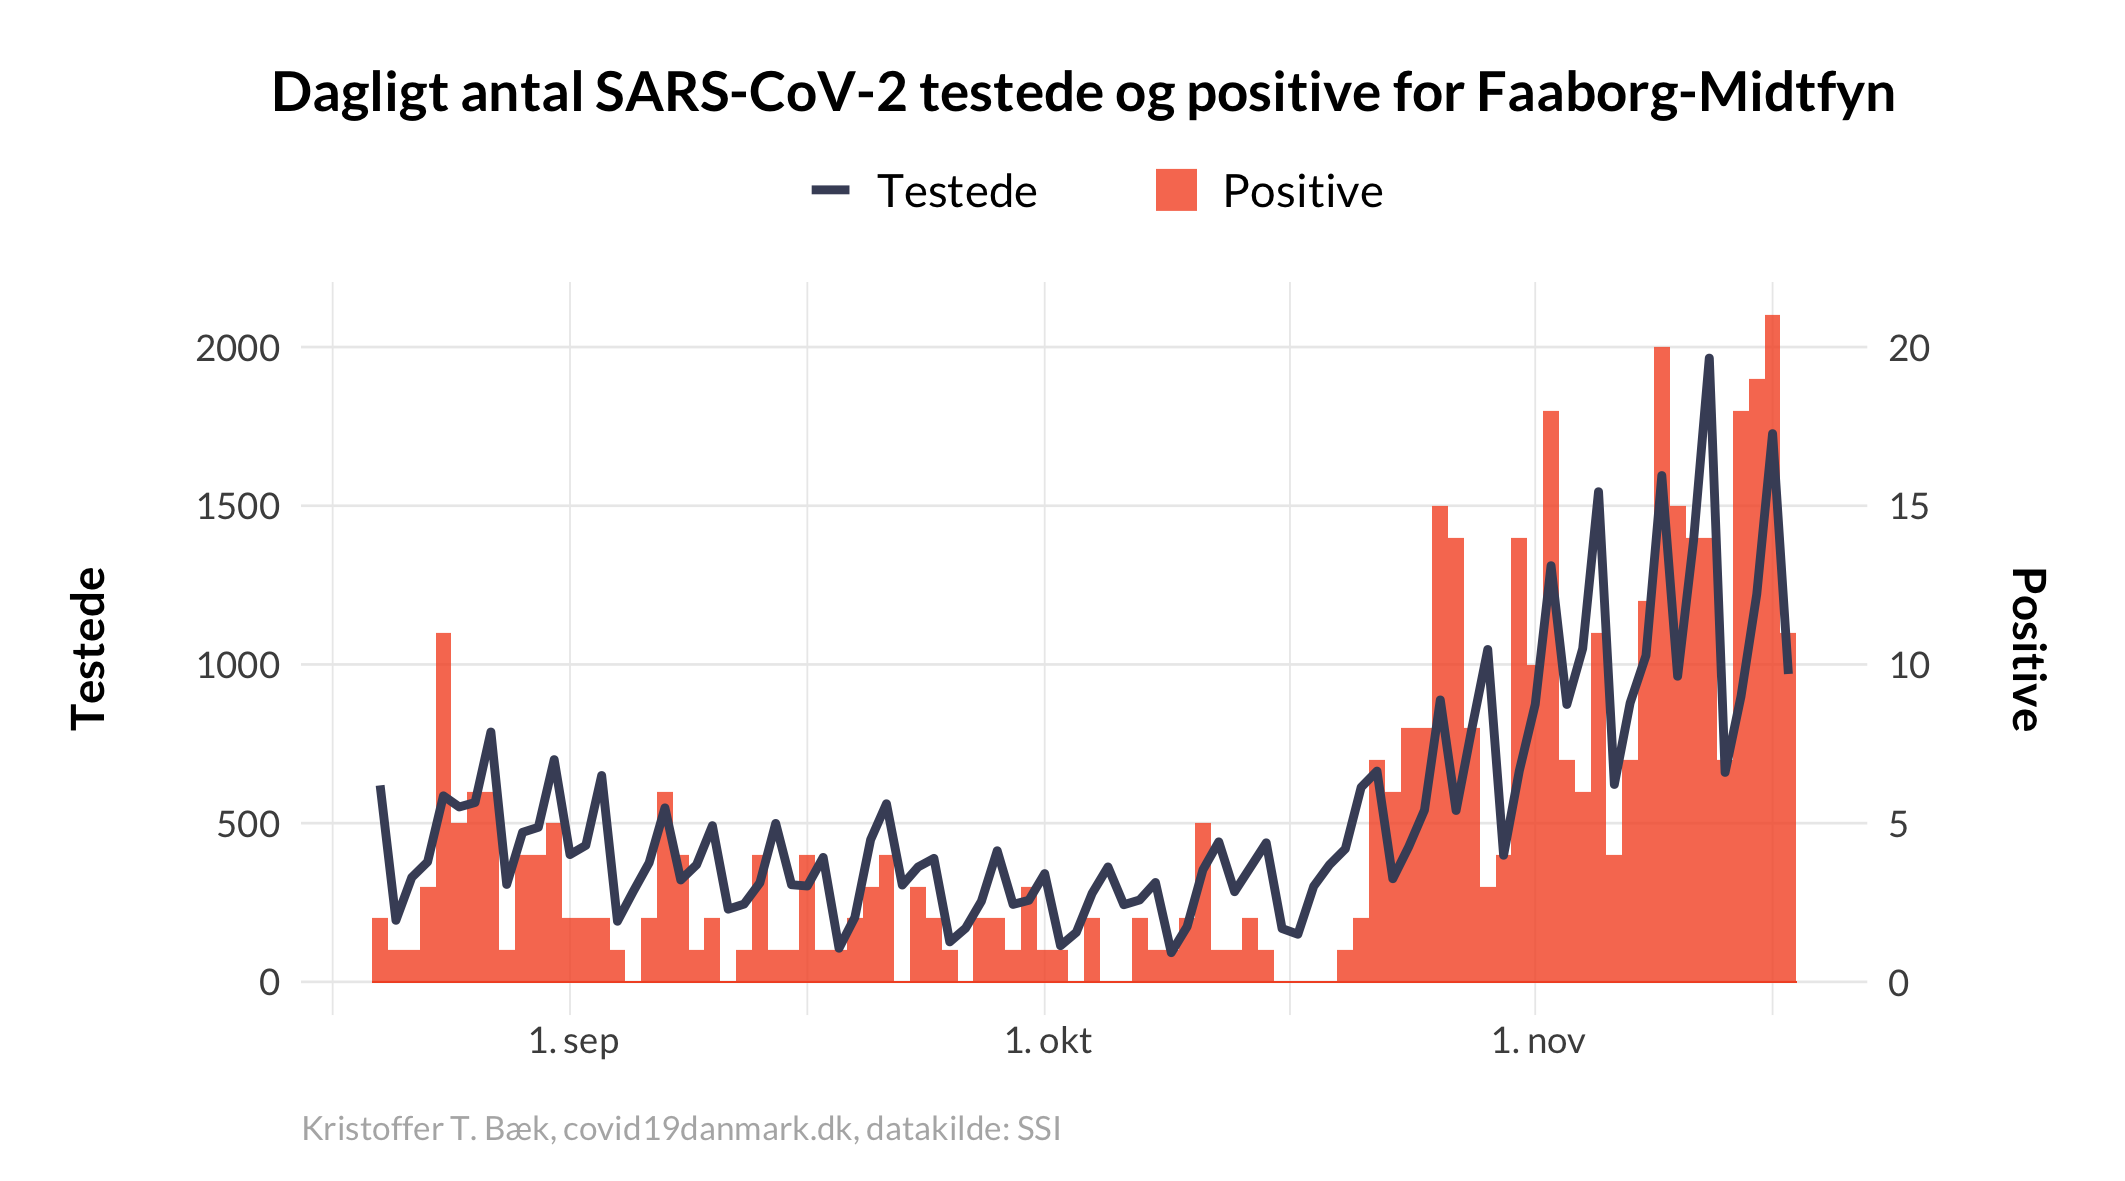 Dagligt antal SARS-CoV-2 testede og positive for Faaborg-Midtfyn
Testede Positive
2000 20
1500 15
1000 10
500 5
0 0
Testede
Positive
1. sep 1. okt 1. nov
Kristoffer T. Bæk, covid19danmark.dk, datakilde: SSI